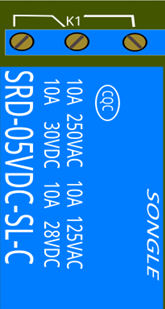 K1
SONGLE
CQC
10A 250VAC 10A 125VAC
10A 30VDC 10A 28VDC
SRD-05VDC-SL-C